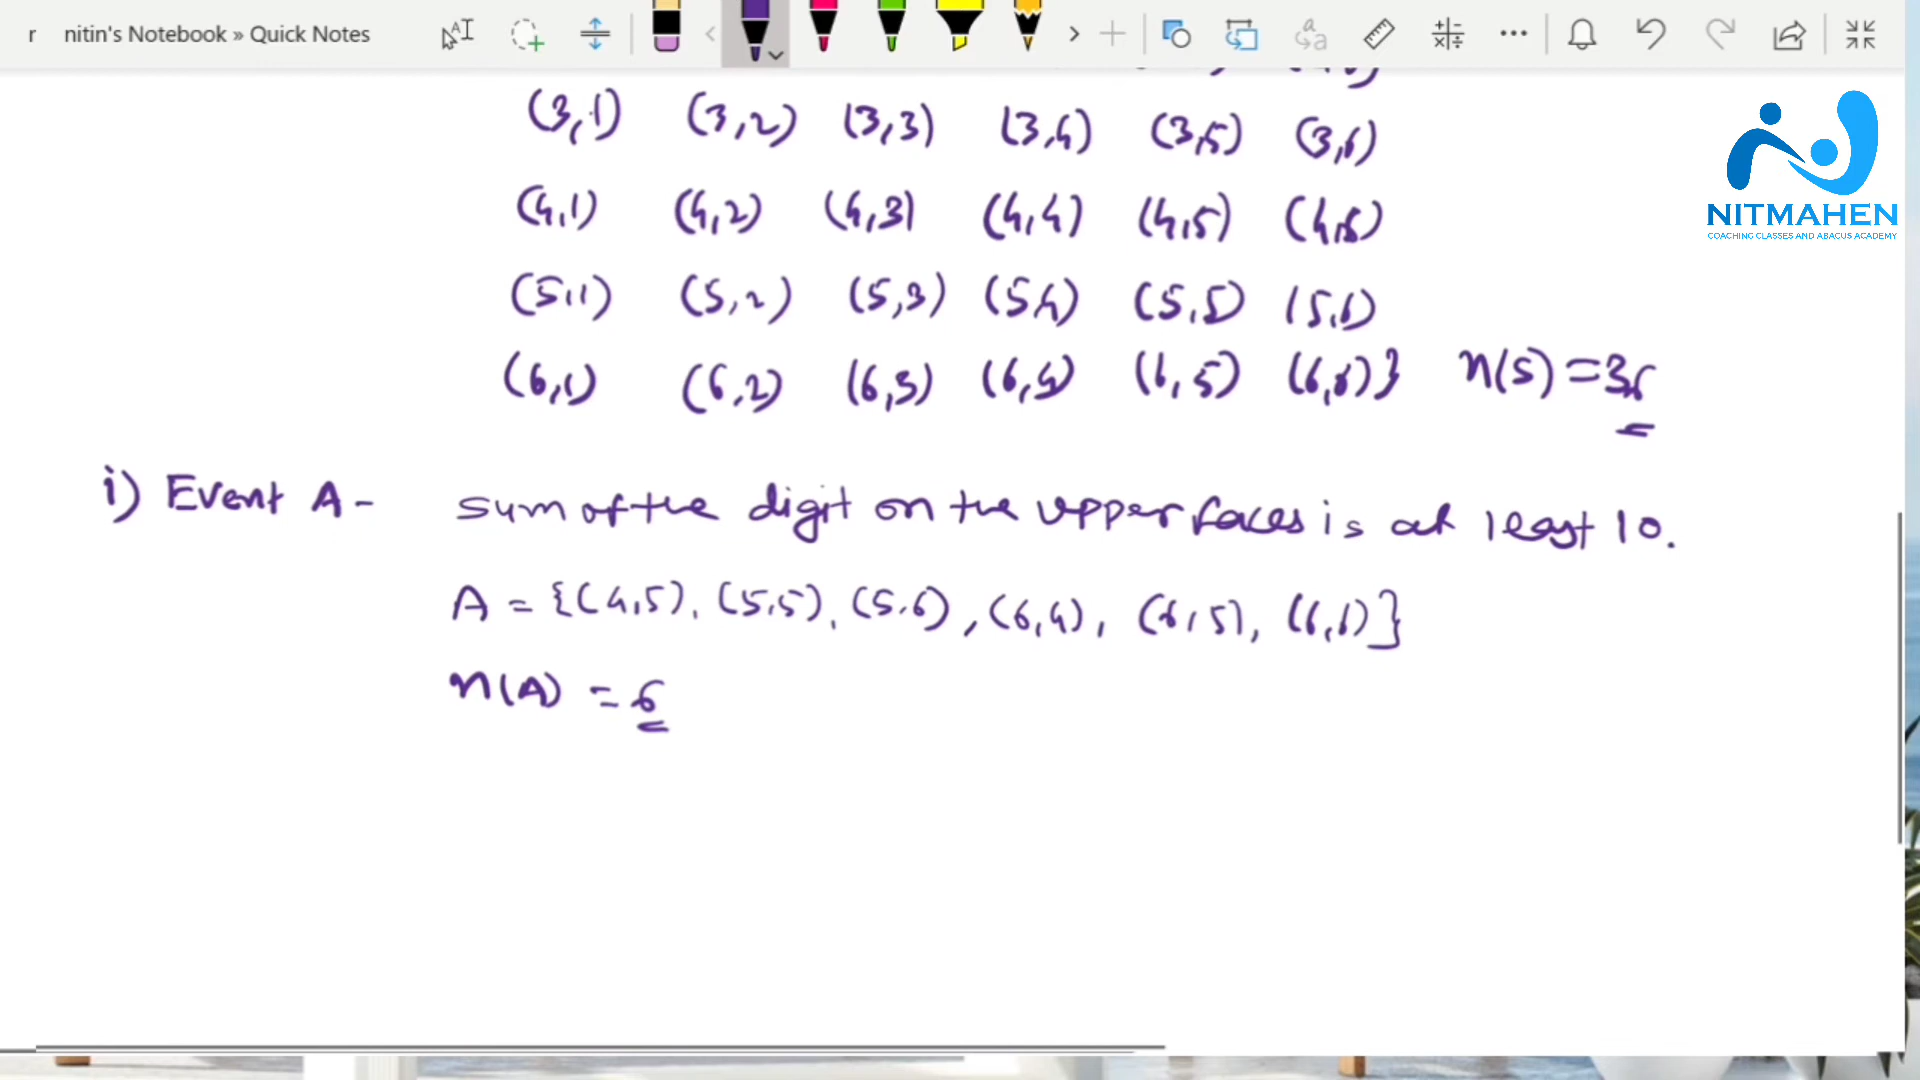 nitin's Notebook » Quick Notes
NITMAHEN
COACHING CLASSES AND ABACUS ACADEMY
(3,1) (3,2) (3,3) (3,4) (3,5) (3,6)
(4,1) (4,2) (4,3) (4,4) (4,5) (4,6)
(5,1) (5,2) (5,3) (5,4) (5,5) (5,6)
(6,1) (6,2) (6,3) (6,4) (6,5) (6,6)} n(S) = 36
i) Event A - Sum of the digit on the upper faces is at least 10.
A = {(4,5), (5,5), (5,6), (6,4), (6,5), (6,6)}
n(A) = 6